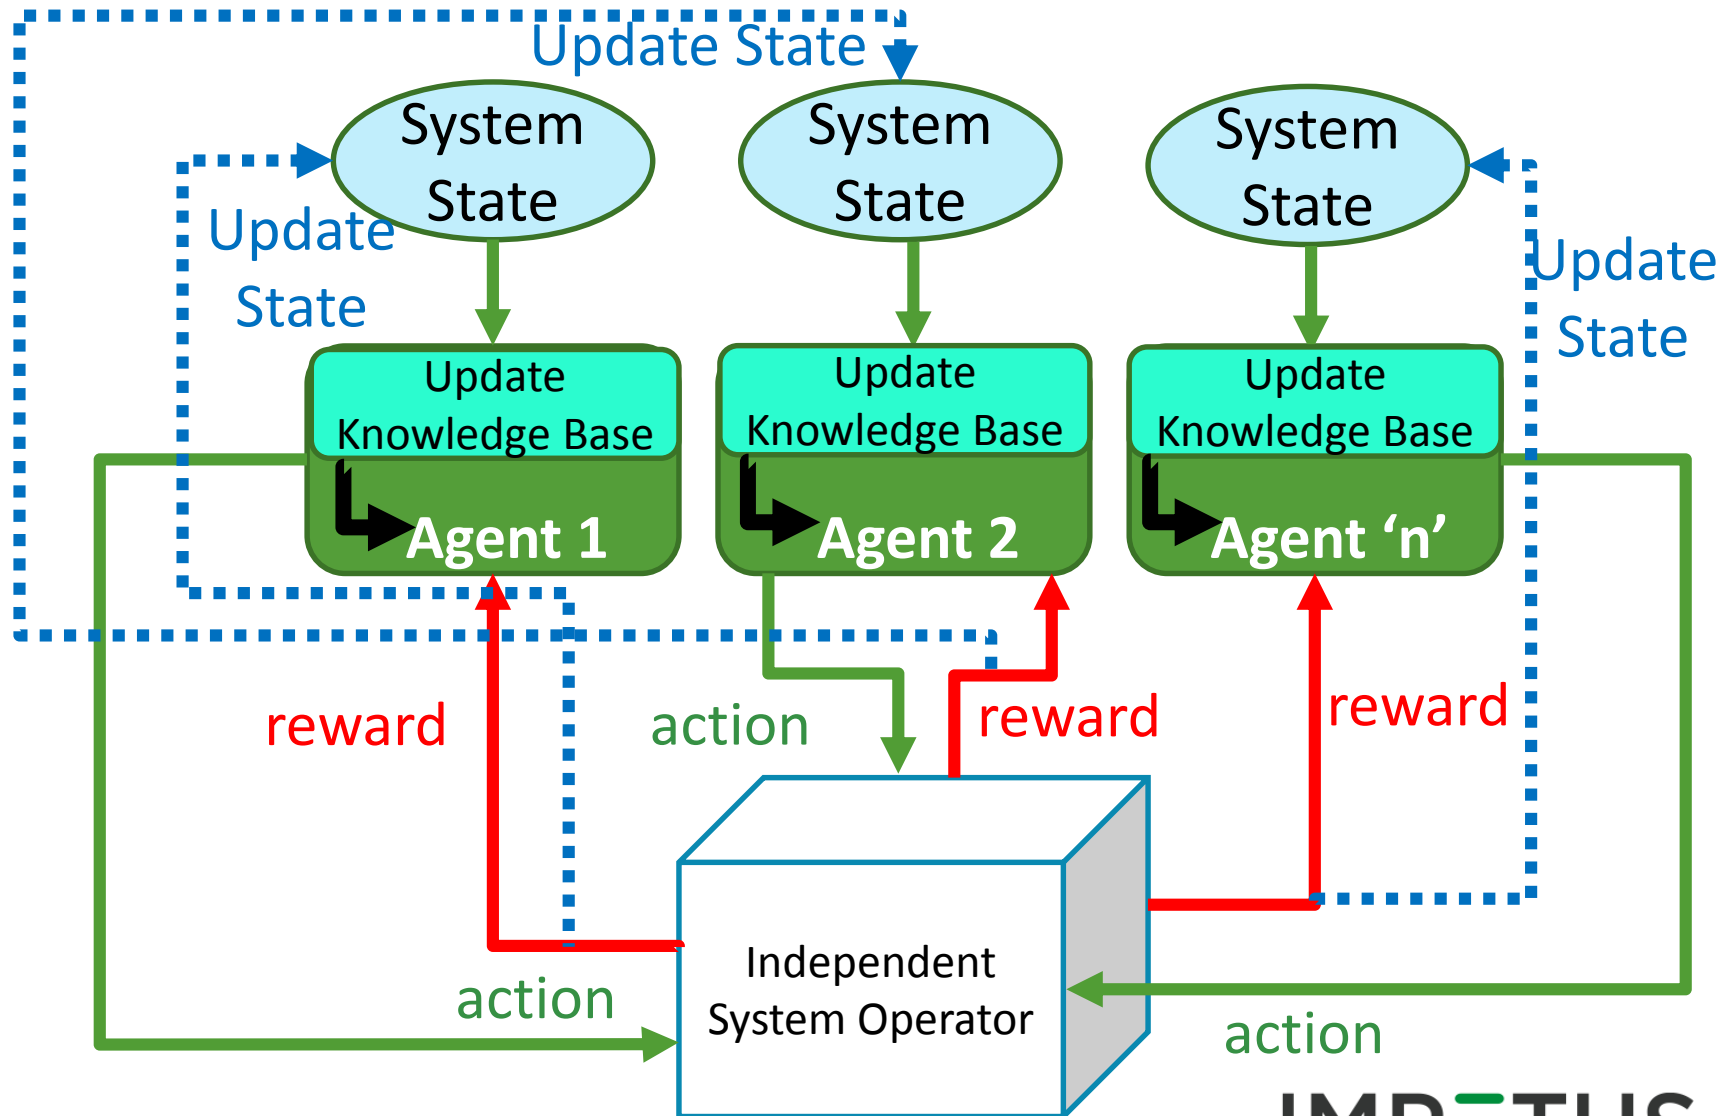 Update State
System
State
System
State
System
State
Update
State
Update
State
Update
Knowledge Base
Agent 1
Update
Knowledge Base
Agent 2
Update
Knowledge Base
Agent ‘n’
reward
action
reward
reward
Independent
System Operator
action
action